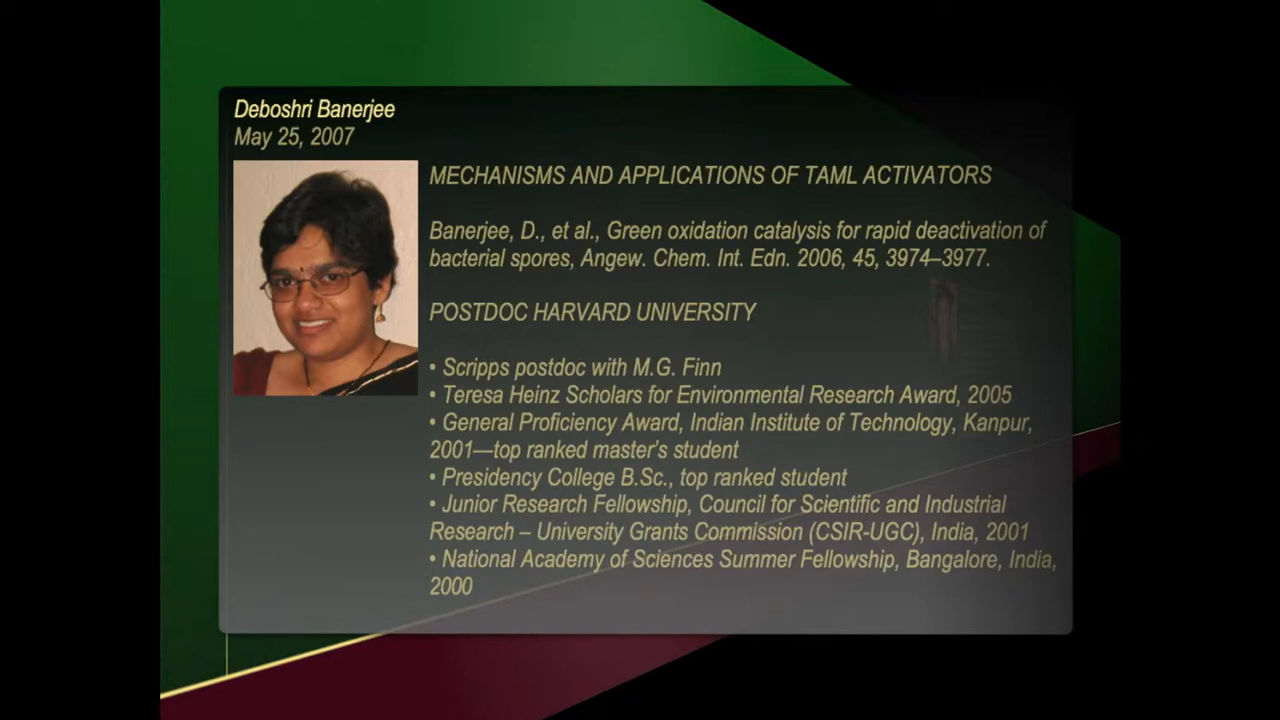 Deboshri Banerjee
May 25, 2007
MECHANISMS AND APPLICATIONS OF TAML ACTIVATORS
Banerjee, D., et al., Green oxidation catalysis for rapid deactivation of
bacterial spores, Angew. Chem. Int. Edn. 2006, 45, 3974–3977.
POSTDOC HARVARD UNIVERSITY
• Scripps postdoc with M.G. Finn
• Teresa Heinz Scholars for Environmental Research Award, 2005
• General Proficiency Award, Indian Institute of Technology, Kanpur,
2001—top ranked master's student
• Presidency College B.Sc., top ranked student
• Junior Research Fellowship, Council for Scientific and Industrial
Research – University Grants Commission (CSIR-UGC), India, 2001
• National Academy of Sciences Summer Fellowship, Bangalore, India,
2000